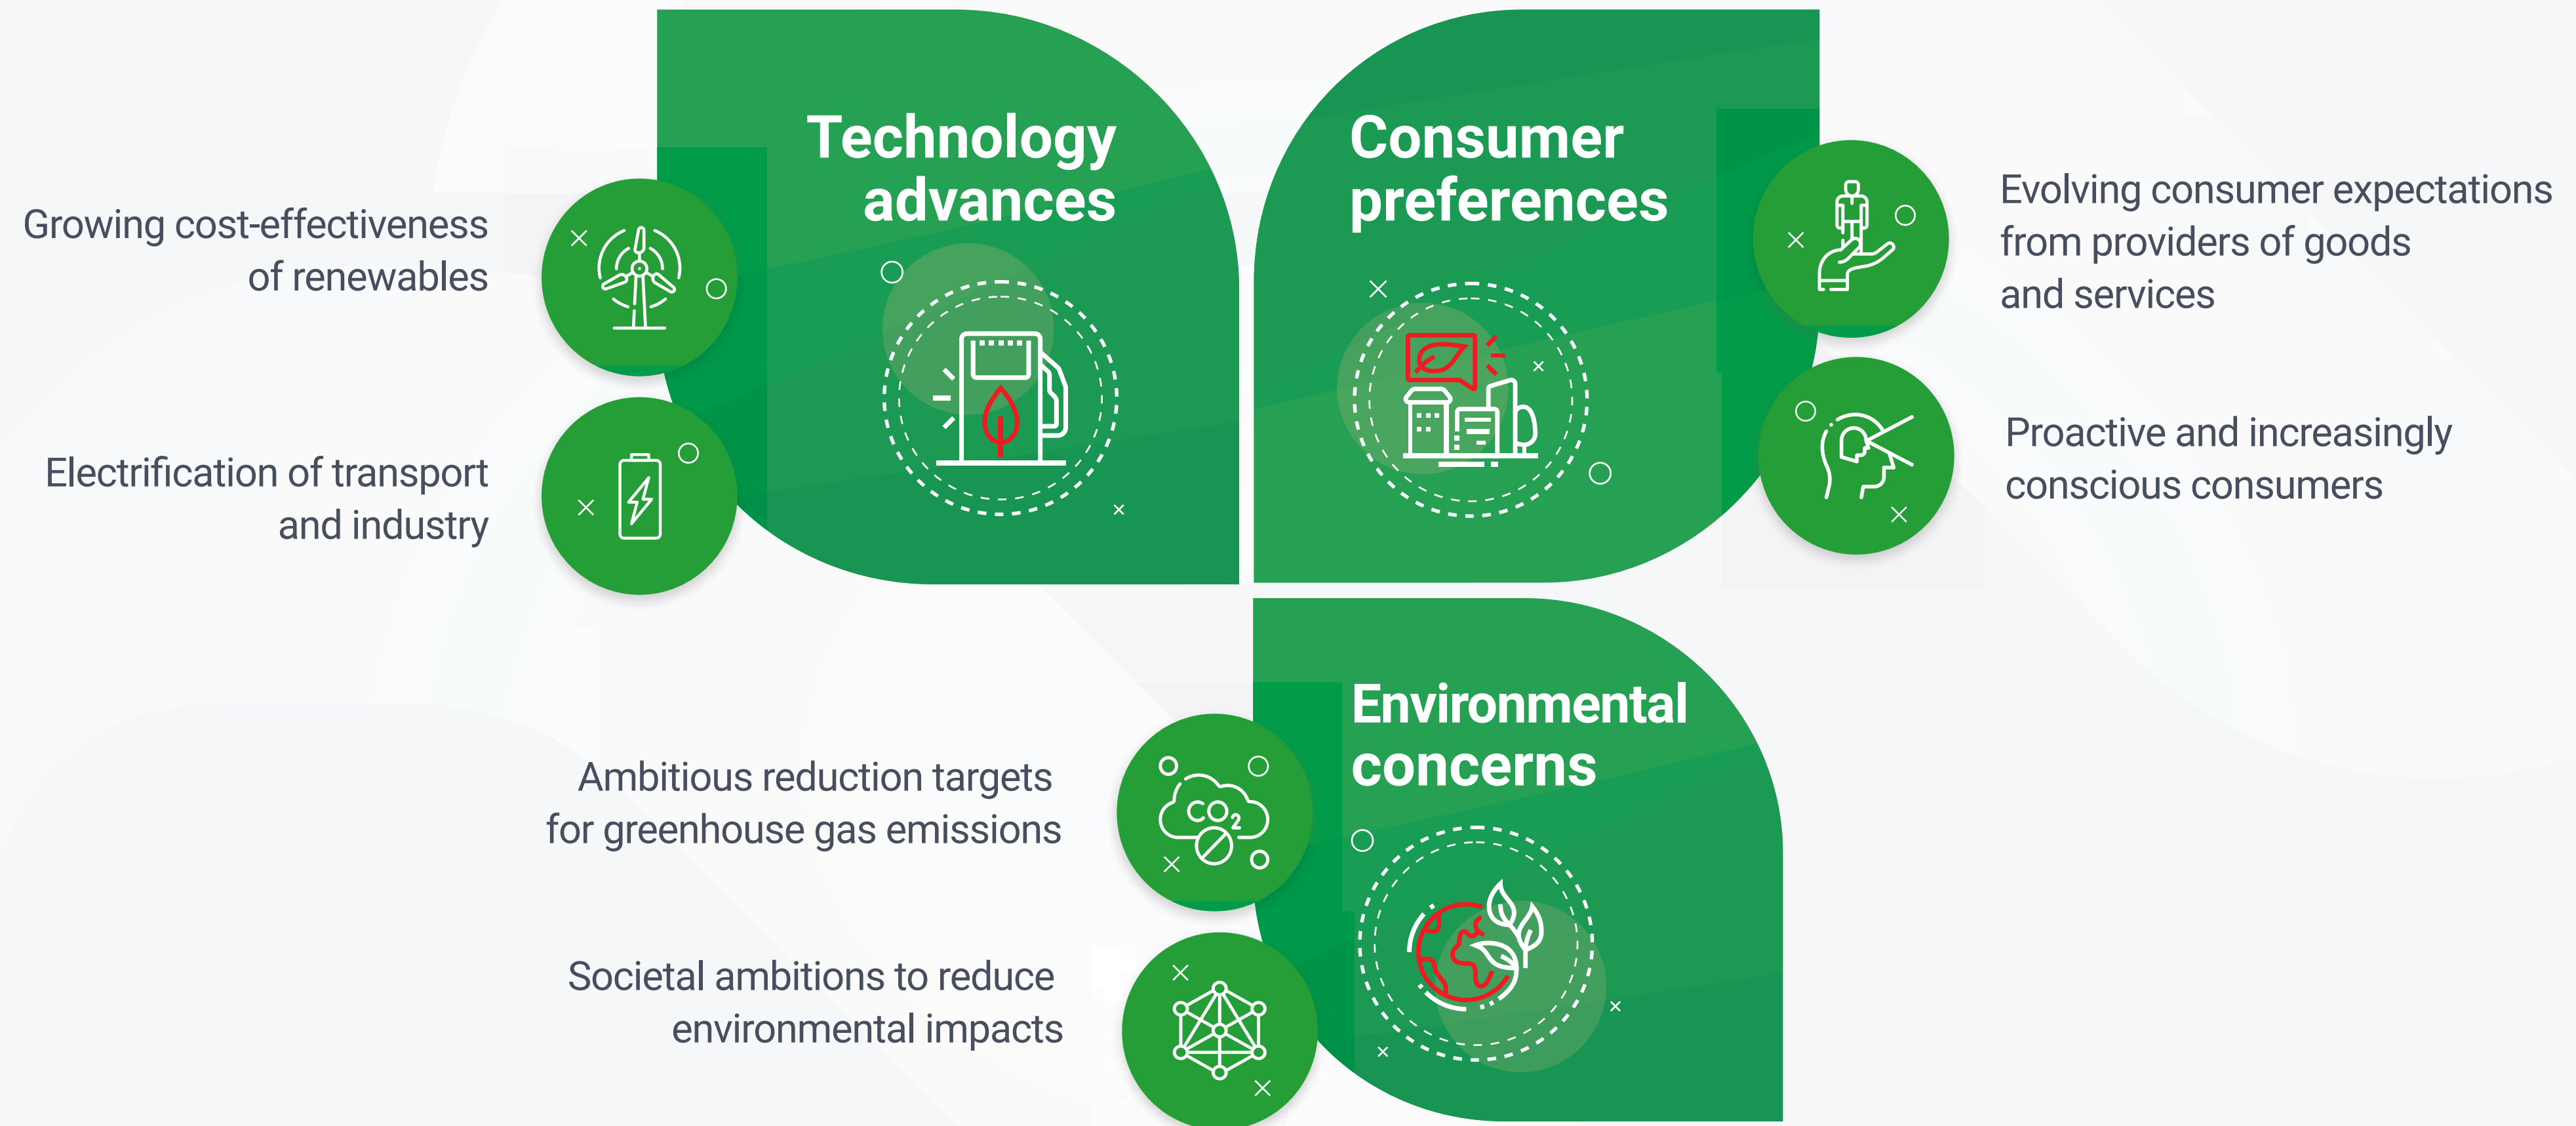 Technology
advances
Growing cost-effectiveness
of renewables
Electrification of transport
and industry
Consumer
preferences
Evolving consumer expectations
from providers of goods
and services
Proactive and increasingly
conscious consumers
Environmental
concerns
Ambitious reduction targets
for greenhouse gas emissions
CO2
Societal ambitions to reduce
environmental impacts